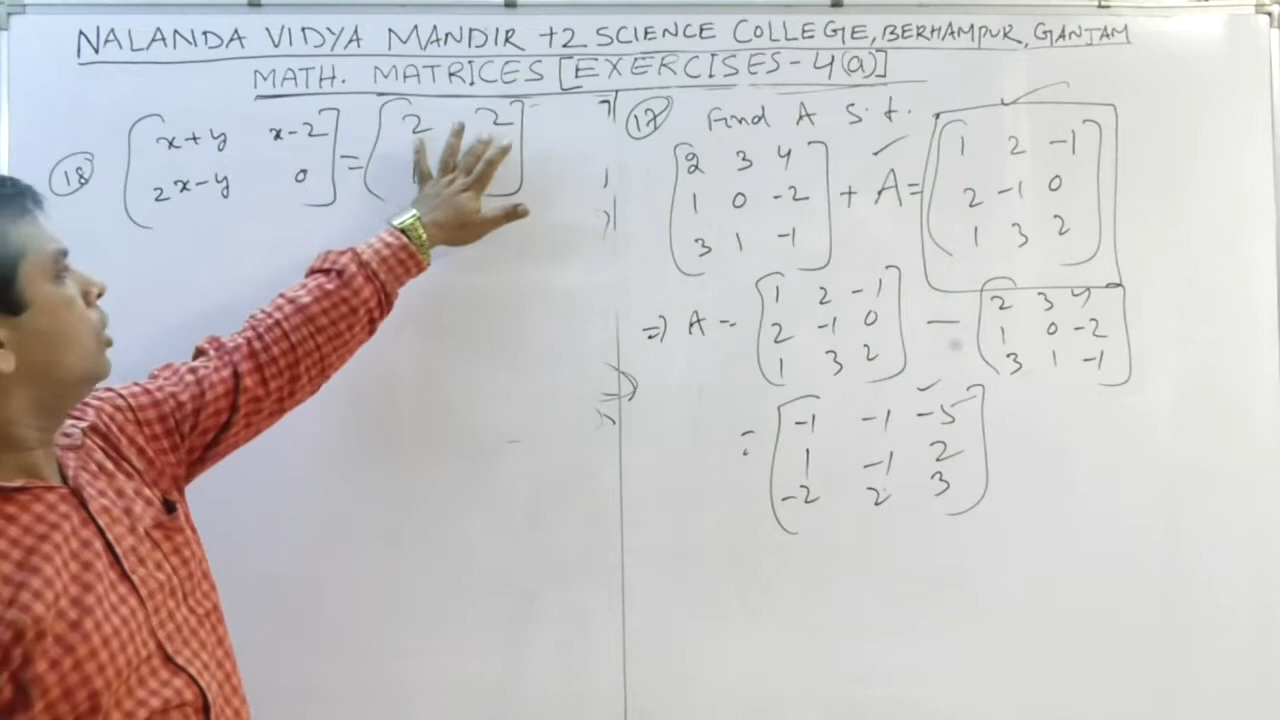 NALANDA VIDYA MANDIR +2 SCIENCE COLLEGE, BERHAMPUR, GANJAM
MATH. MATRICES [EXERCISES-4(a)]
(18) [x+y x-2
2x-y 0] = [2 2
(17) Find A s.t.
[2 3 4
1 0 -2
3 1 -1] + A = [1 2 -1
2 -1 0
1 3 2]
=> A = [1 2 -1
2 -1 0
1 3 2] - [2 3 4
1 0 -2
3 1 -1]
= [-1 -1 -5
1 -1 2
-2 2 3]